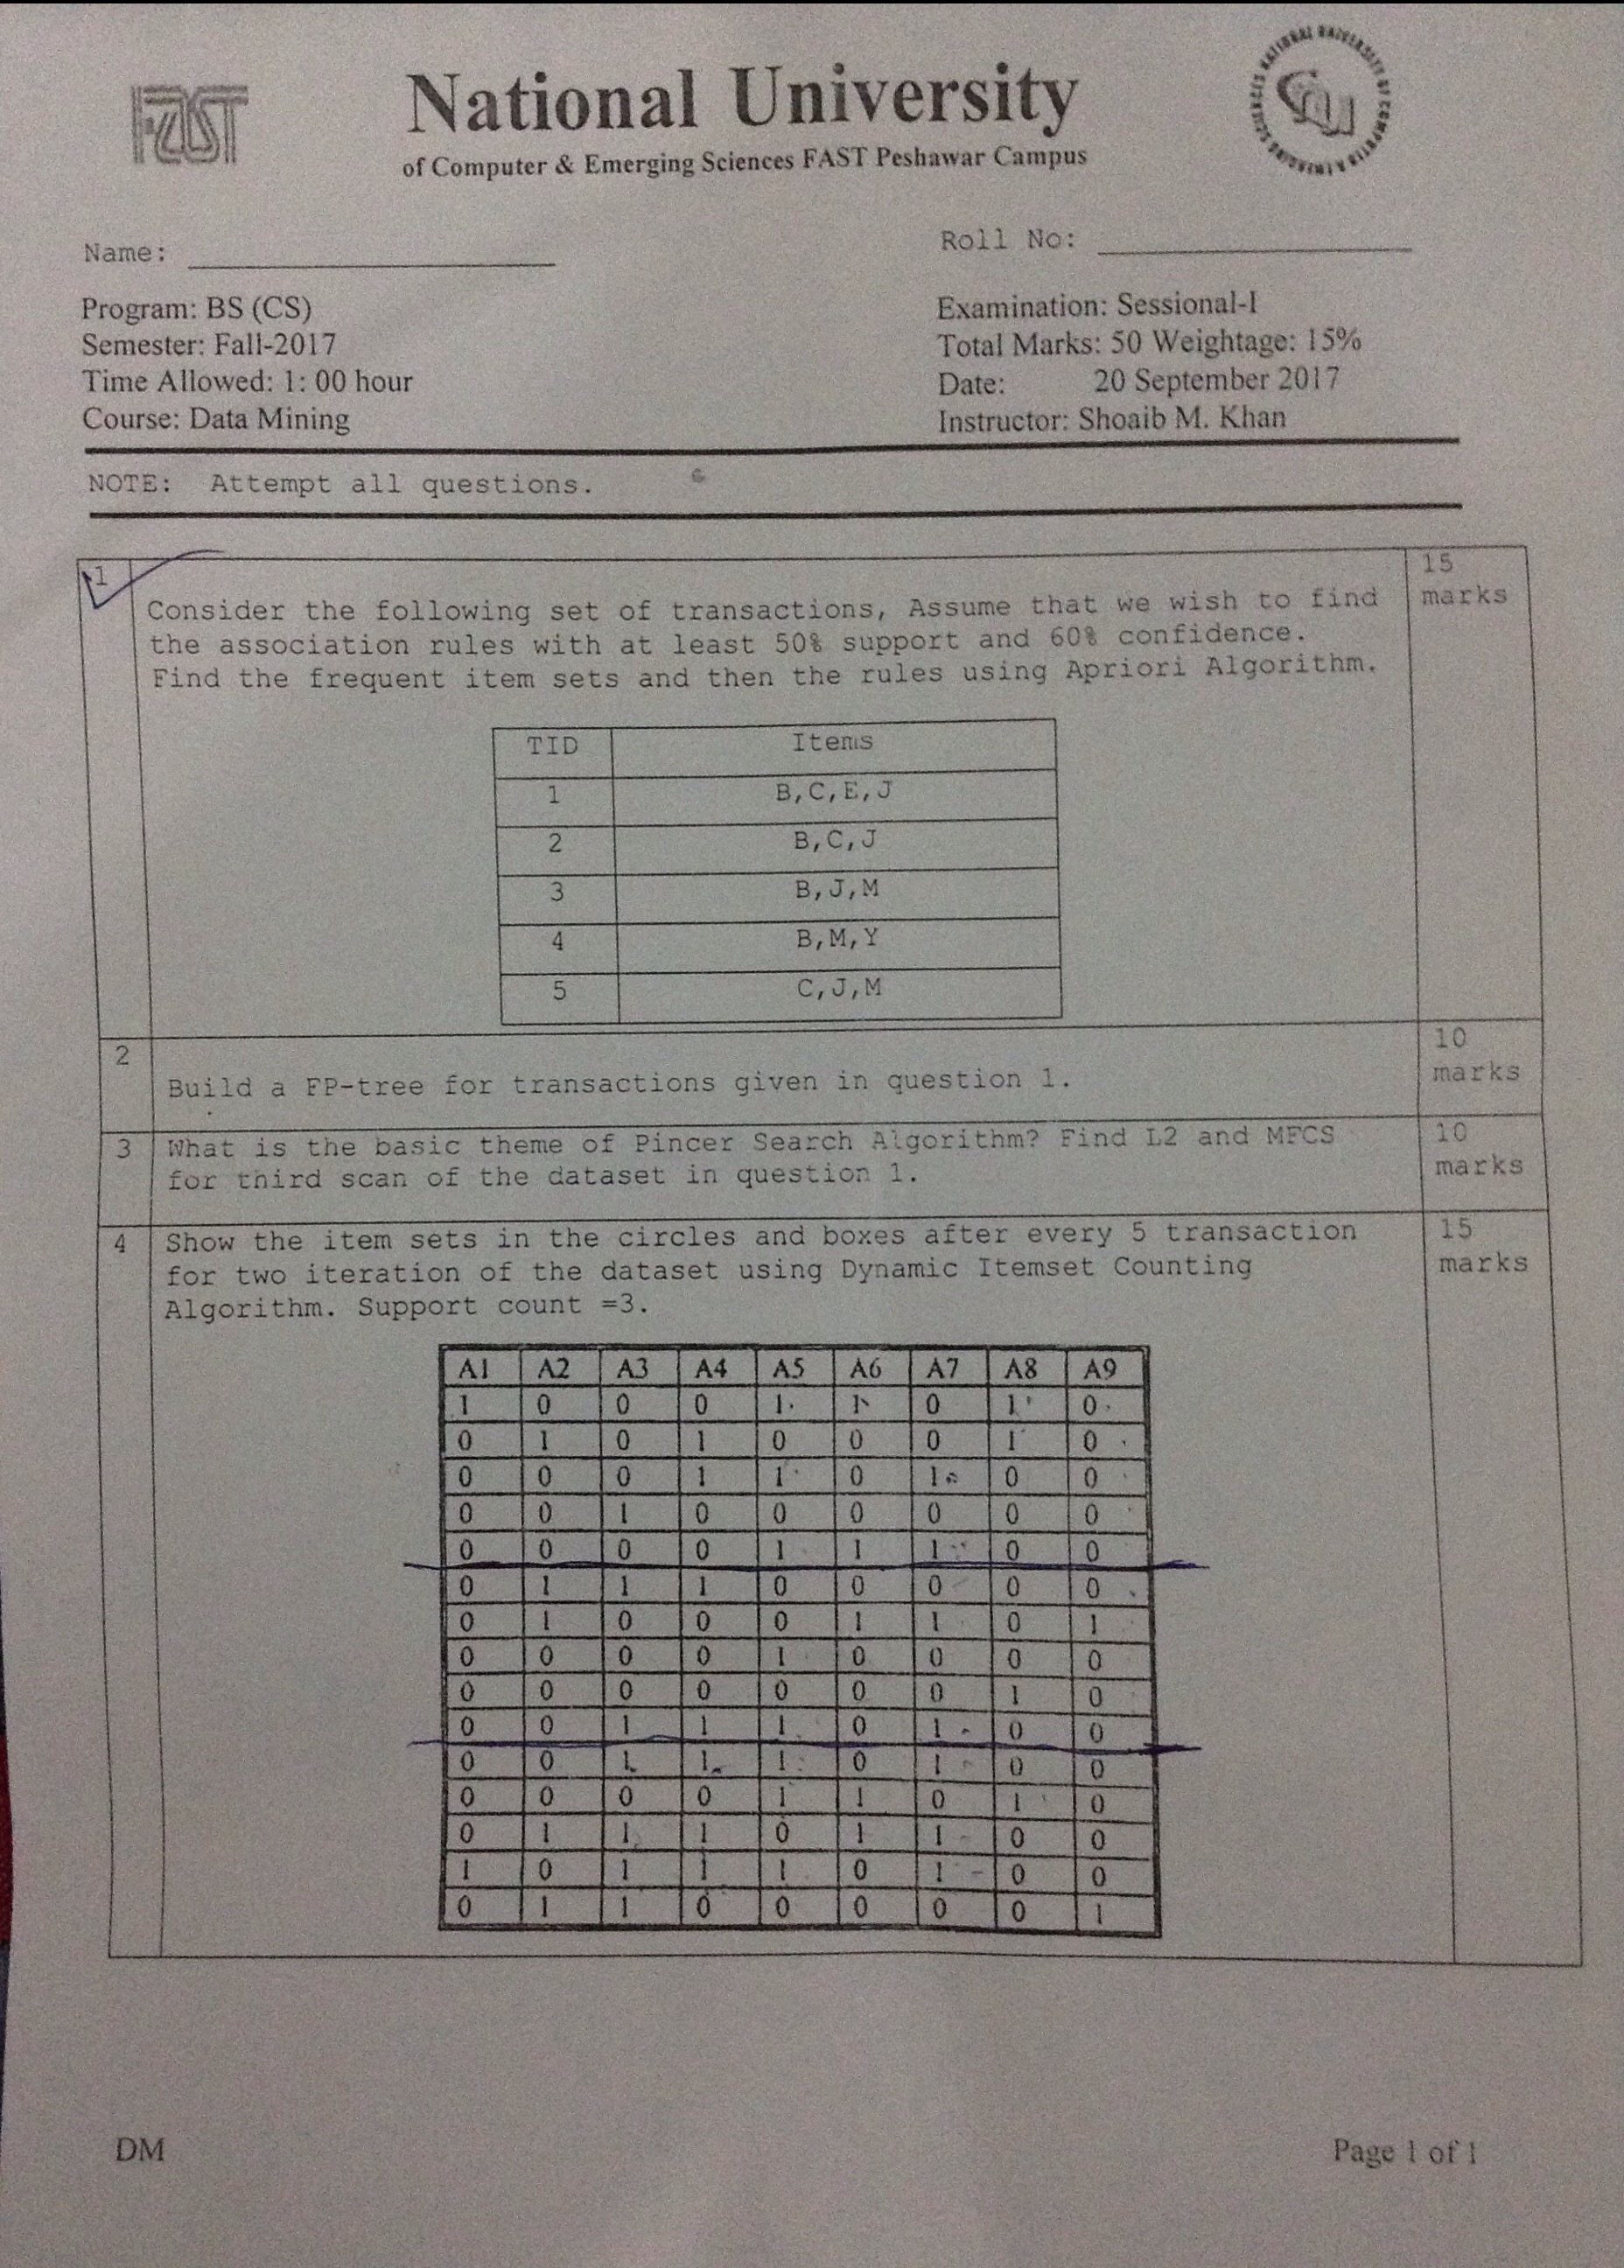 FAST
National University
of Computer & Emerging Sciences FAST Peshawar Campus
NATIONAL UNIVERSITY OF COMPUTER & EMERGING SCIENCES
Name:
Roll No:
Program: BS (CS)
Examination: Sessional-I
Semester: Fall-2017
Total Marks: 50 Weightage: 15%
Time Allowed: 1: 00 hour
Date: 20 September 2017
Course: Data Mining
Instructor: Shoaib M. Khan
NOTE: Attempt all questions.
1
15
marks
Consider the following set of transactions, Assume that we wish to find
the association rules with at least 50% support and 60% confidence.
Find the frequent item sets and then the rules using Apriori Algorithm.
TID Items
1 B,C,E,J
2 B,C,J
3 B,J,M
4 B,M,Y
5 C,J,M
2
10
marks
Build a FP-tree for transactions given in question 1.
3 What is the basic theme of Pincer Search Algorithm? Find L2 and MFCS
for third scan of the dataset in question 1.
10
marks
4 Show the item sets in the circles and boxes after every 5 transaction
for two iteration of the dataset using Dynamic Itemset Counting
Algorithm. Support count =3.
15
marks
A1 A2 A3 A4 A5 A6 A7 A8 A9
1 0 0 0 1 1 0 1 0
0 1 0 1 0 0 0 1 0
0 0 0 1 1 0 1 0 0
0 0 1 0 0 0 0 0 0
0 0 0 0 1 1 1 0 0
0 1 1 1 0 0 0 0 0
0 1 0 0 0 1 1 0 1
0 0 0 0 1 0 0 0 0
0 0 0 0 0 0 0 1 0
0 0 1 1 1 0 1 0 0
0 0 1 1 1 0 1 0 0
0 0 0 0 1 1 0 1 0
0 1 1 1 0 1 1 0 0
1 0 1 1 1 0 1 0 0
0 1 1 0 0 0 0 0 1
DM
Page 1 of 1